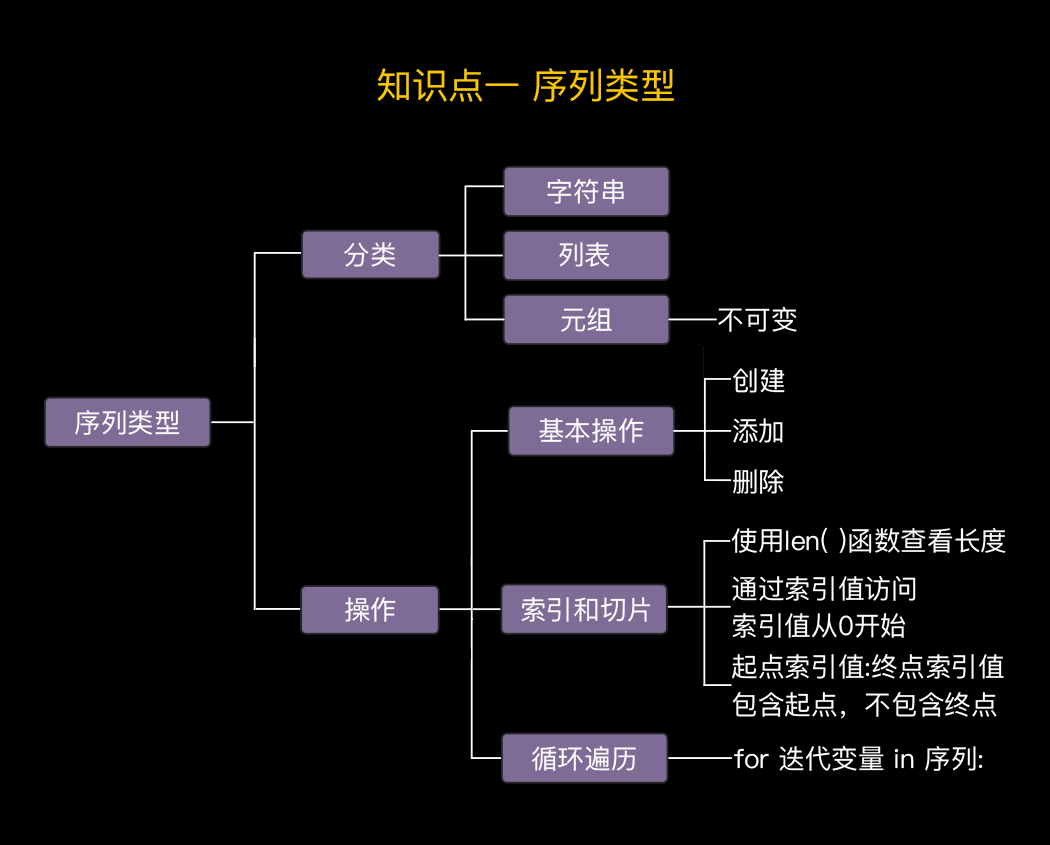 知识点一 序列类型
序列类型
分类
字符串
列表
元组
不可变
操作
基本操作
创建
添加
删除
索引和切片
使用len( )函数查看长度
通过索引值访问
索引值从0开始
起点索引值:终点索引值
包含起点，不包含终点
循环遍历
for 迭代变量 in 序列: